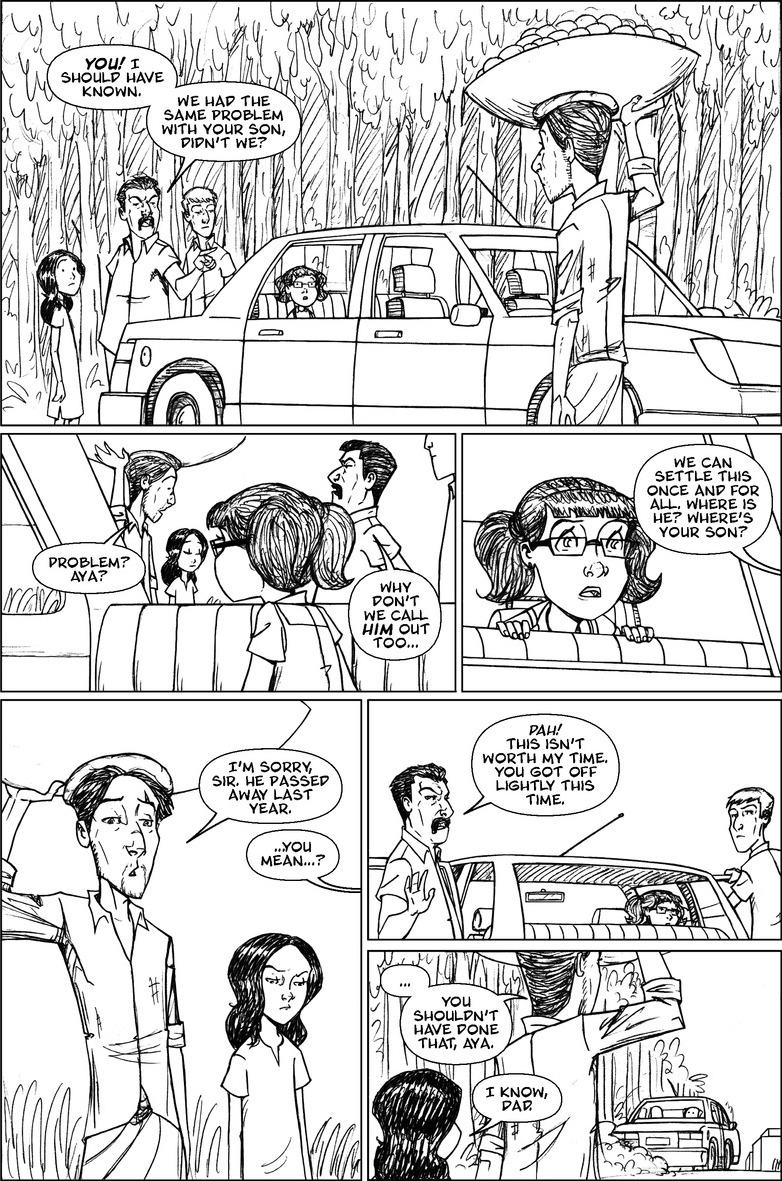 YOU! I
SHOULD HAVE
KNOWN.
WE HAD THE
SAME PROBLEM
WITH YOUR SON,
DIDN'T WE?
PROBLEM?
AYA?
WHY
DON'T
WE CALL
HIM OUT
TOO...
WE CAN
SETTLE THIS
ONCE AND FOR
ALL. WHERE IS
HE? WHERE'S
YOUR SON?
I'M SORRY,
SIR. HE PASSED
AWAY LAST
YEAR.
..YOU
MEAN...?
PAH!
THIS ISN'T
WORTH MY TIME.
YOU GOT OFF
LIGHTLY THIS
TIME.
...
YOU
SHOULDN'T
HAVE DONE
THAT, AYA.
I KNOW,
DAD.